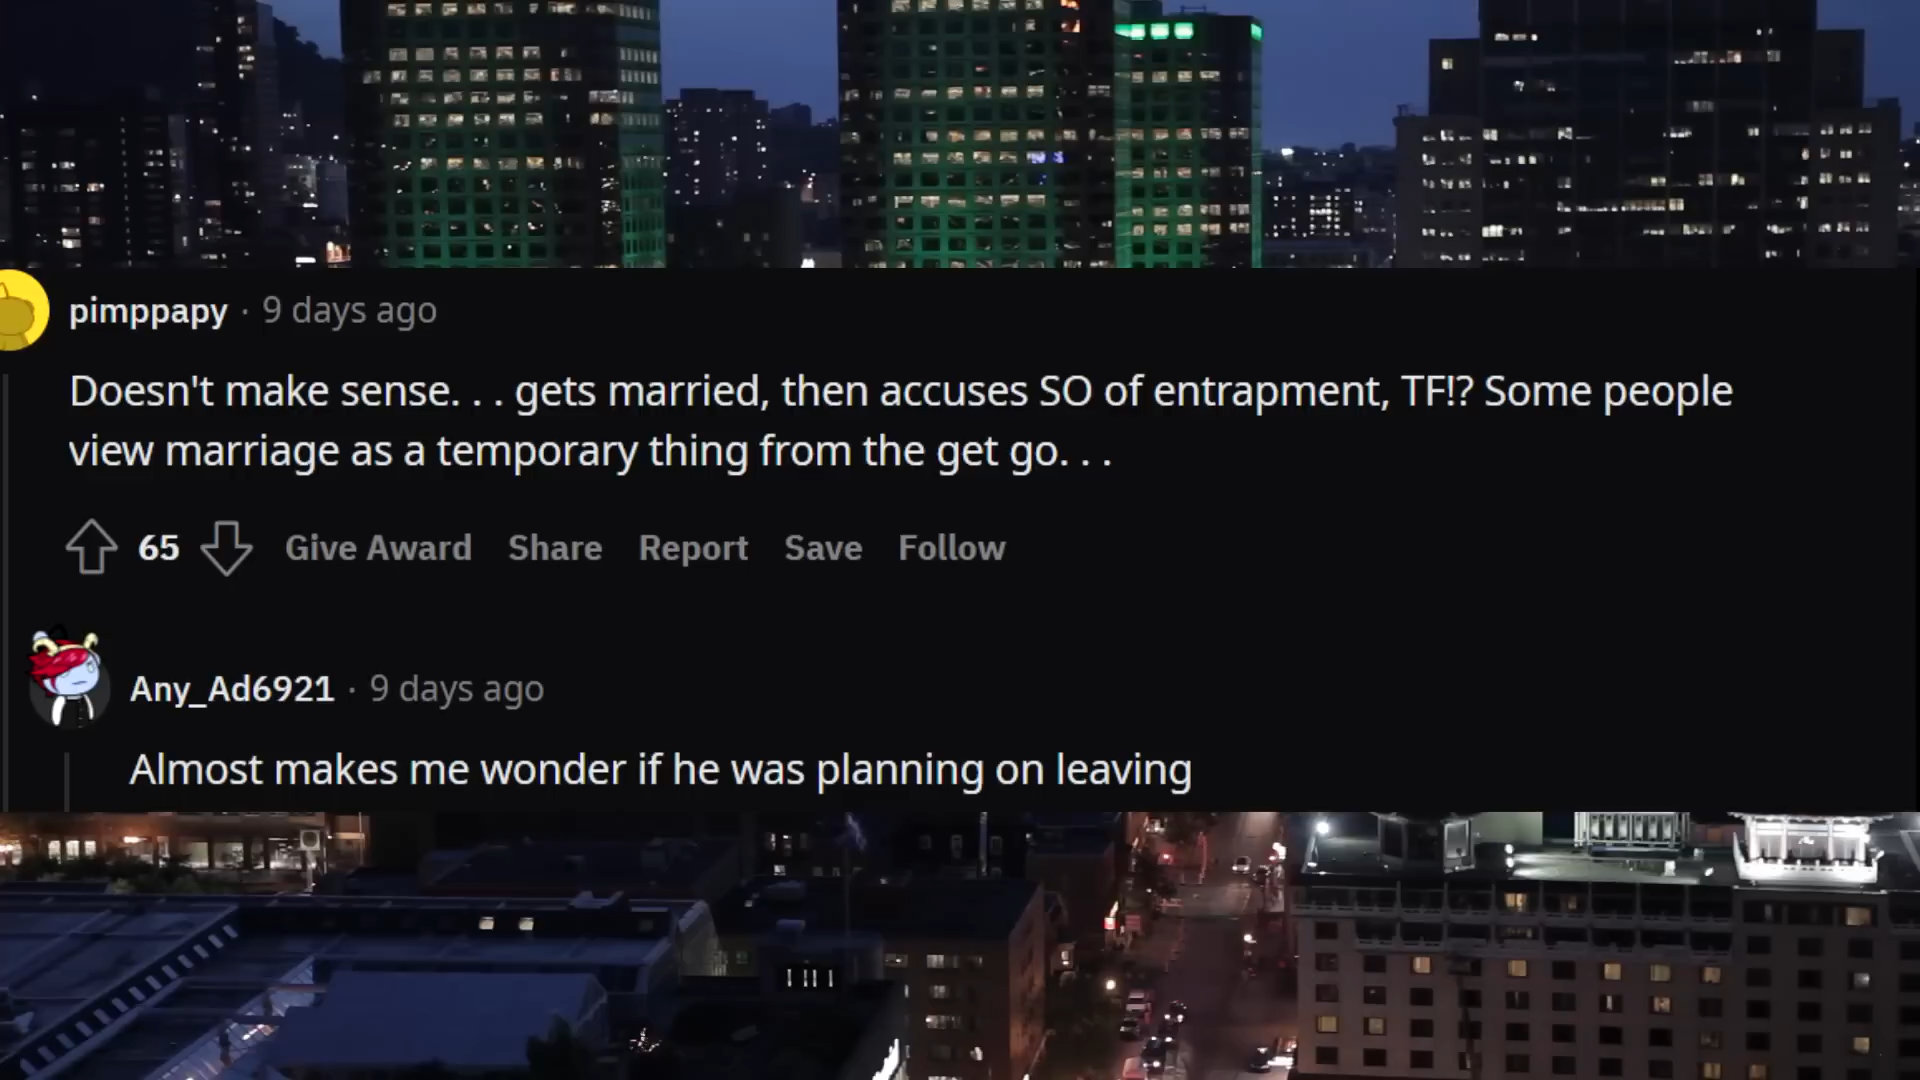 pimppapy · 9 days ago
Doesn't make sense. . . gets married, then accuses SO of entrapment, TF!? Some people
view marriage as a temporary thing from the get go. . .
65 Give Award Share Report Save Follow
Any_Ad6921 · 9 days ago
Almost makes me wonder if he was planning on leaving